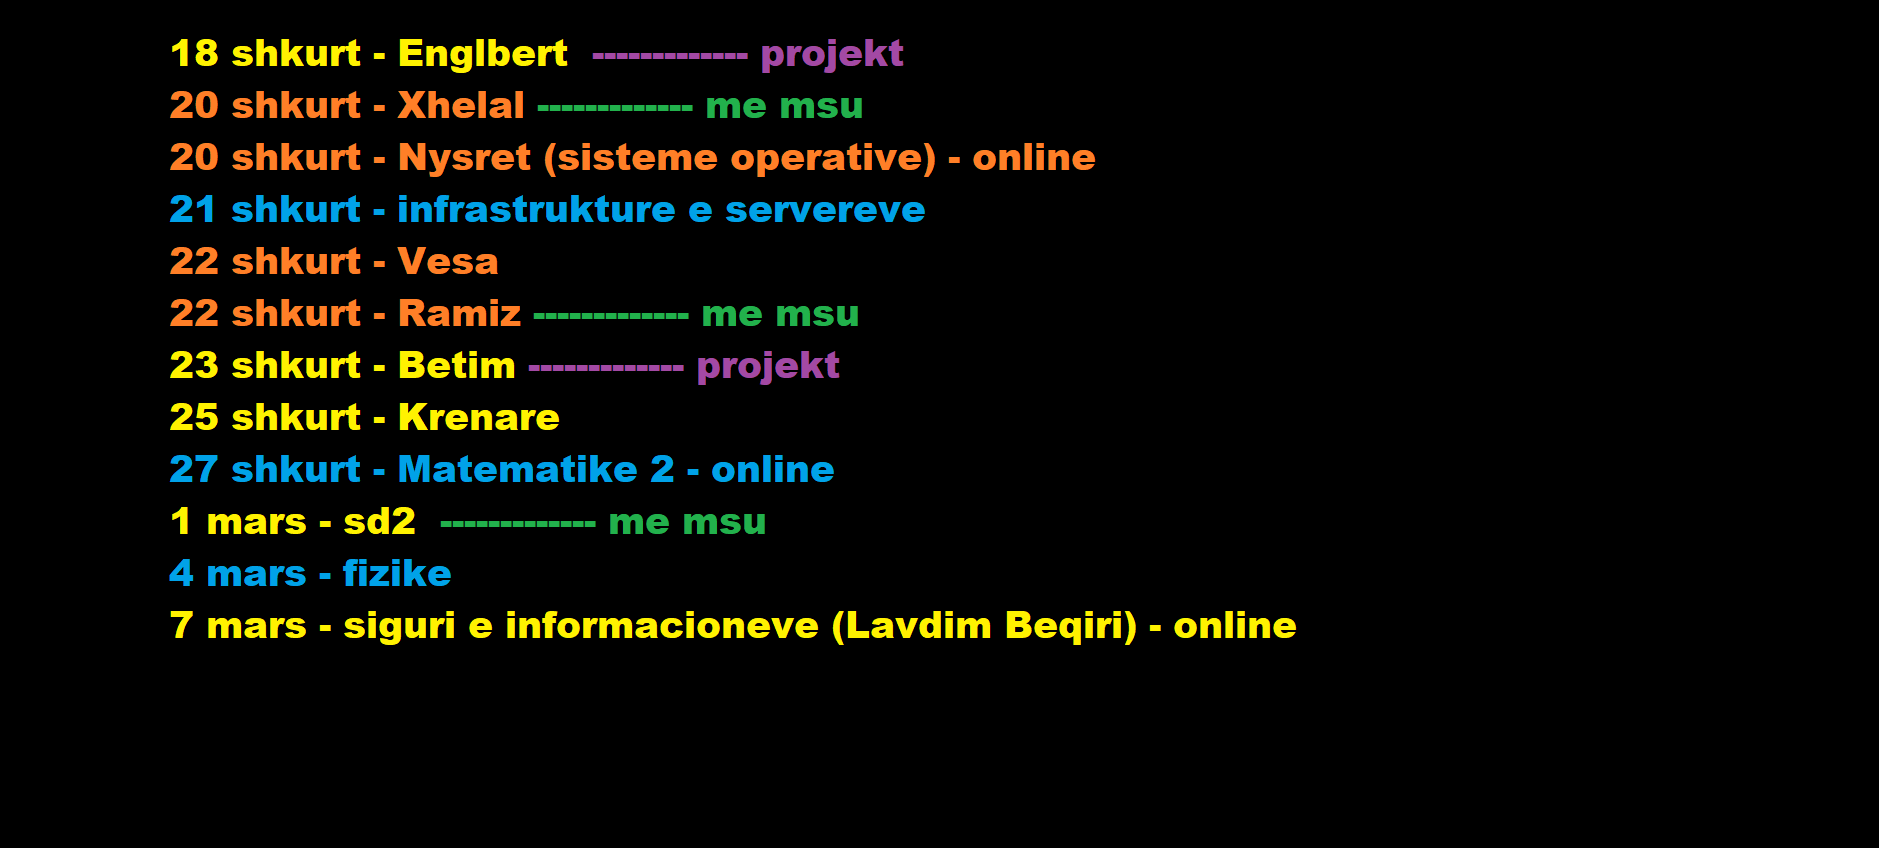 18 shkurt - Englbert ------------- projekt
20 shkurt - Xhelal ------------- me msu
20 shkurt - Nysret (sisteme operative) - online
21 shkurt - infrastrukture e servereve
22 shkurt - Vesa
22 shkurt - Ramiz ------------- me msu
23 shkurt - Betim ------------- projekt
25 shkurt - Krenare
27 shkurt - Matematike 2 - online
1 mars - sd2 ------------- me msu
4 mars - fizike
7 mars - siguri e informacioneve (Lavdim Beqiri) - online